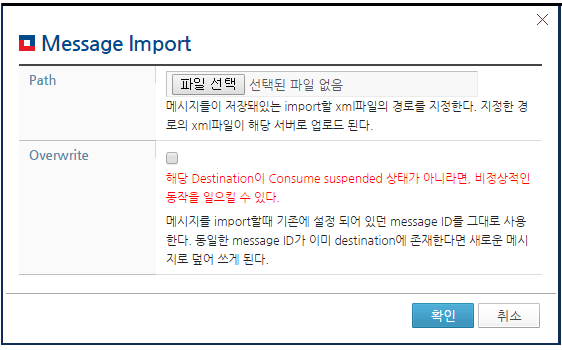 Message Import
Path
파일 선택 선택된 파일 없음
메시지들이 저장돼있는 import할 xml파일의 경로를 지정한다. 지정한 경
로의 xml파일이 해당 서버로 업로드 된다.
Overwrite
해당 Destination이 Consume suspended 상태가 아니라면, 비정상적인
동작을 일으킬 수 있다.
메시지를 import할때 기존에 설정 되어 있던 message ID를 그대로 사용
한다. 동일한 message ID가 이미 destination에 존재한다면 새로운 메시
지로 덮어 쓰게 된다.
확인 취소